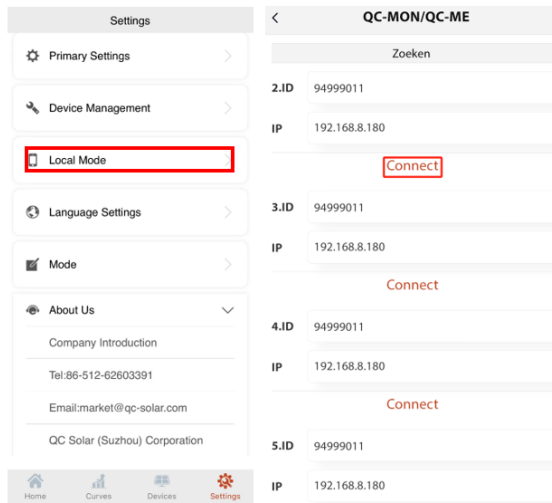 Settings
Primary Settings
Device Management
Local Mode
Language Settings
Mode
About Us
Company Introduction
Tel:86-512-62603391
Email:market@qc-solar.com
QC Solar (Suzhou) Corporation
Home Curves Devices Settings
QC-MON/QC-ME
Zoeken
2.ID 94999011
IP 192.168.8.180
Connect
3.ID 94999011
IP 192.168.8.180
Connect
4.ID 94999011
IP 192.168.8.180
Connect
5.ID 94999011
IP 192.168.8.180